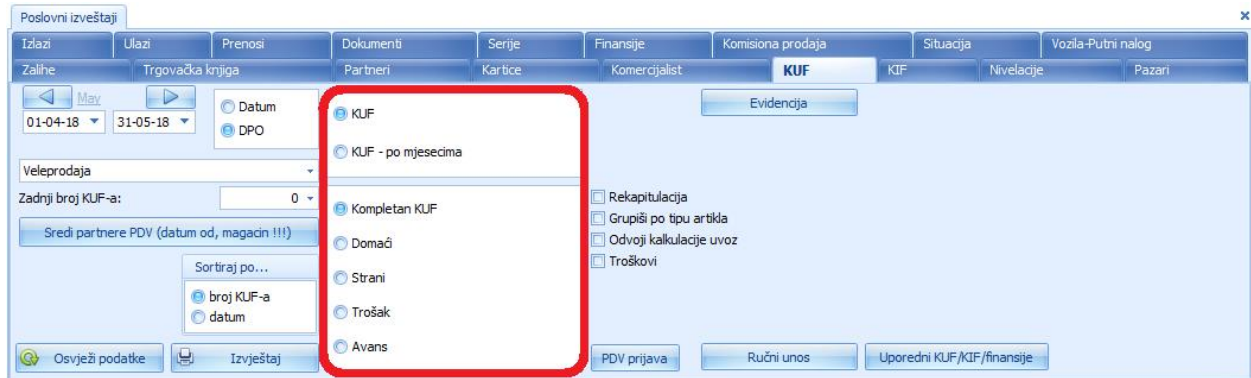 Poslovni izveštaji
Izlazi Ulazi Prenosi Dokumenti Serije Finansije Komisiona prodaja Situacija Vozila-Putni nalog
Zalihe Trgovačka knjiga Partneri Kartice Komercijalist KUF KIF Nivelacije Pazari
May
01-04-18 31-05-18
Datum
DPO
KUF
KUF - po mjesecima
Evidencija
Veleprodaja
Zadnji broj KUF-a: 0
Sredi partnere PDV (datum od, magacin !!!)
Sortiraj po...
broj KUF-a
datum
Kompletan KUF
Domaći
Strani
Trošak
Avans
Rekapitulacija
Grupiši po tipu artikla
Odvoji kalkulacije uvoz
Troškovi
Osvježi podatke Izvještaj PDV prijava Ručni unos Uporedni KUF/KIF/finansije